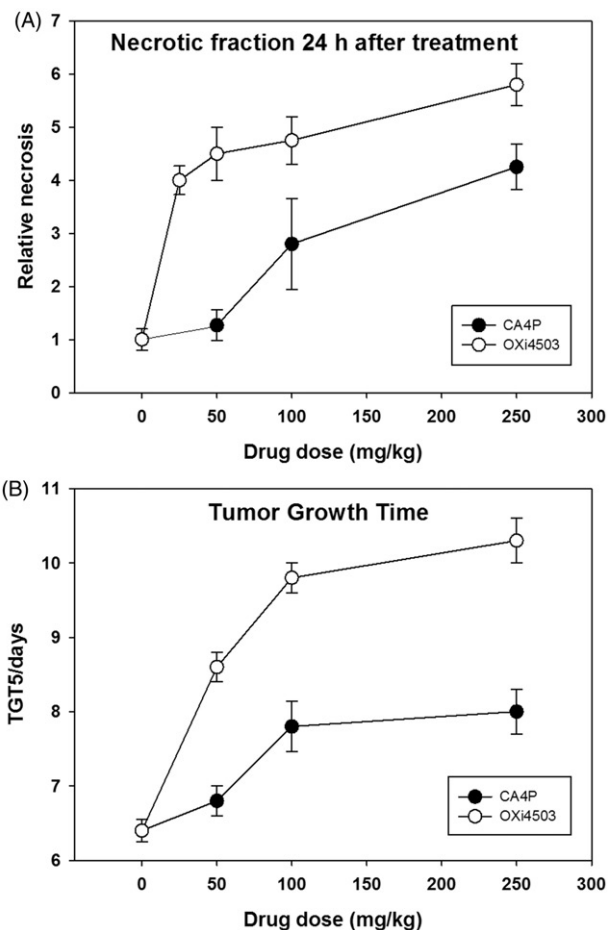 (A)
Necrotic fraction 24 h after treatment
7
6
5
4
3
2
1
0
Relative necrosis
CA4P
OXi4503
0 50 100 150 200 250 300
Drug dose (mg/kg)
(B)
Tumor Growth Time
11
10
9
8
7
6
TGT5/days
CA4P
OXi4503
0 50 100 150 200 250 300
Drug dose (mg/kg)